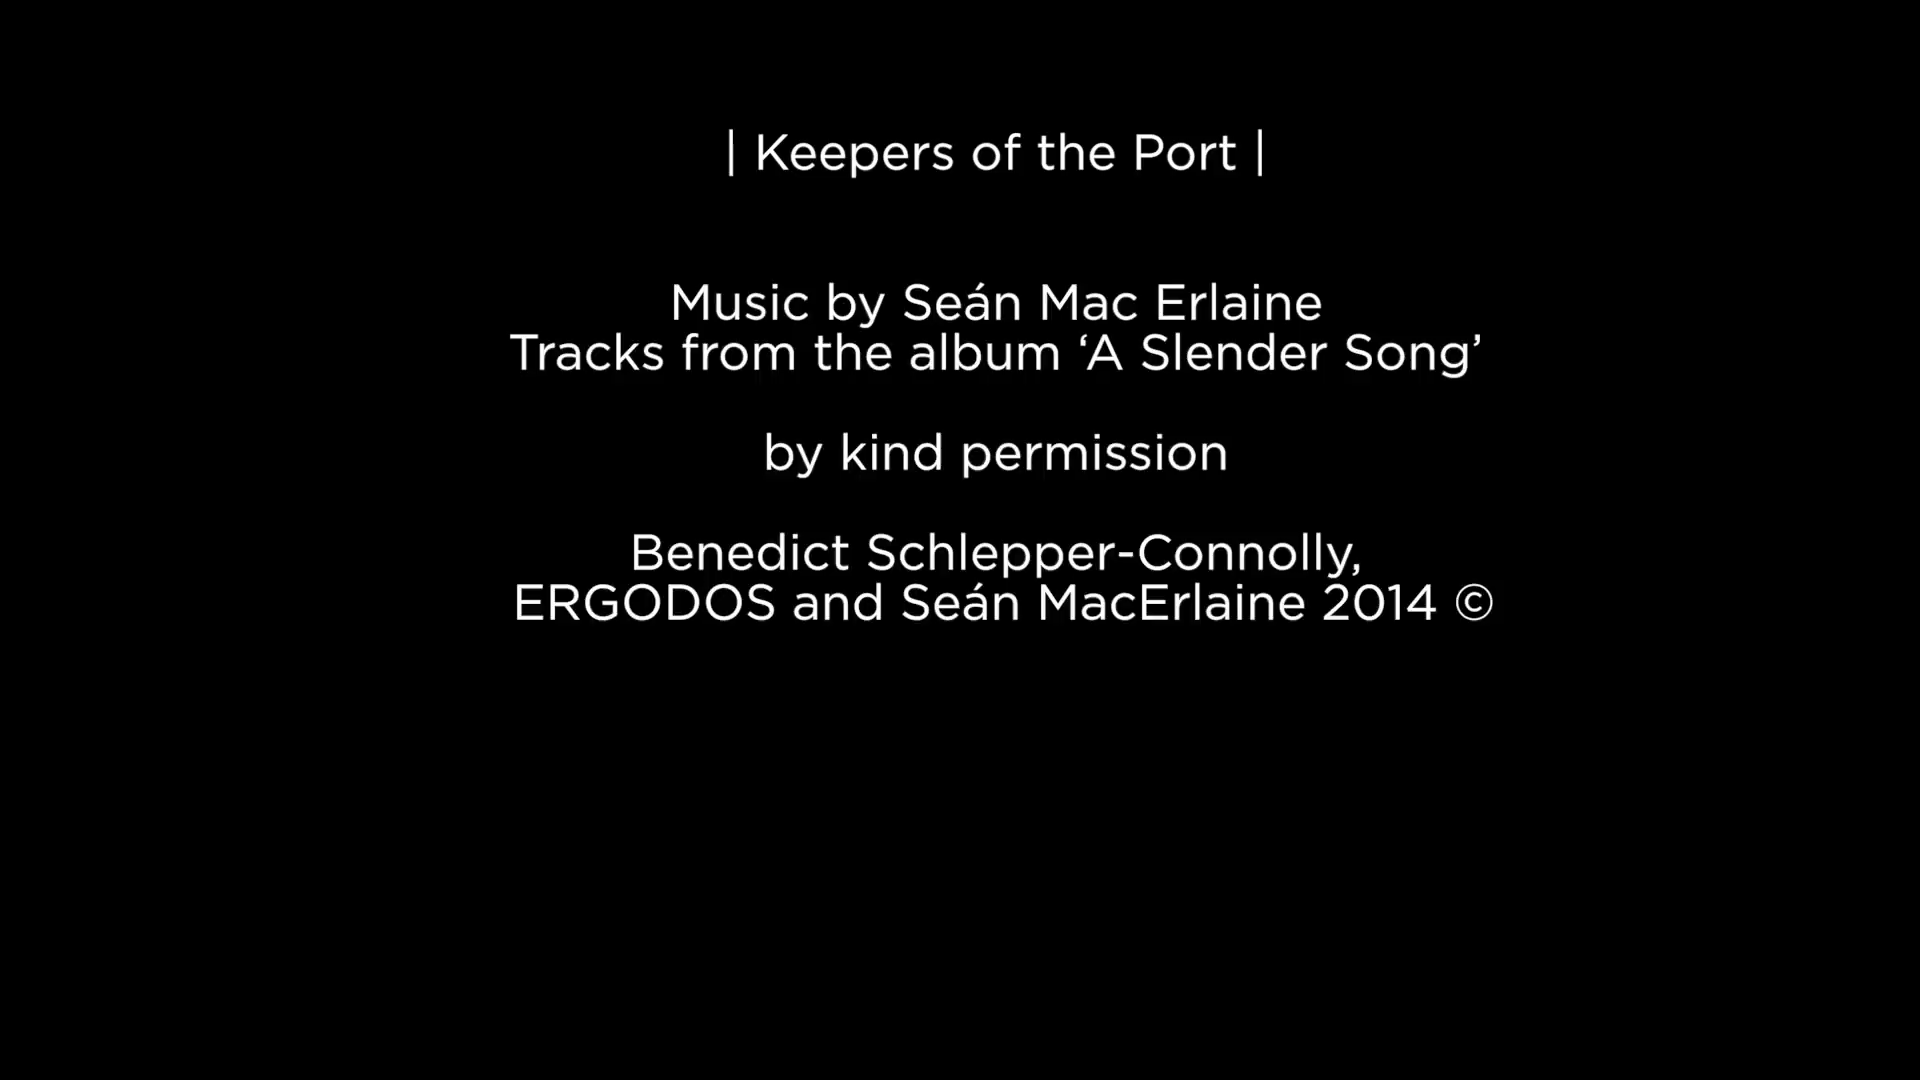 | Keepers of the Port |
Music by Seán Mac Erlaine
Tracks from the album ‘A Slender Song’
by kind permission
Benedict Schlepper-Connolly,
ERGODOS and Seán MacErlaine 2014 ©